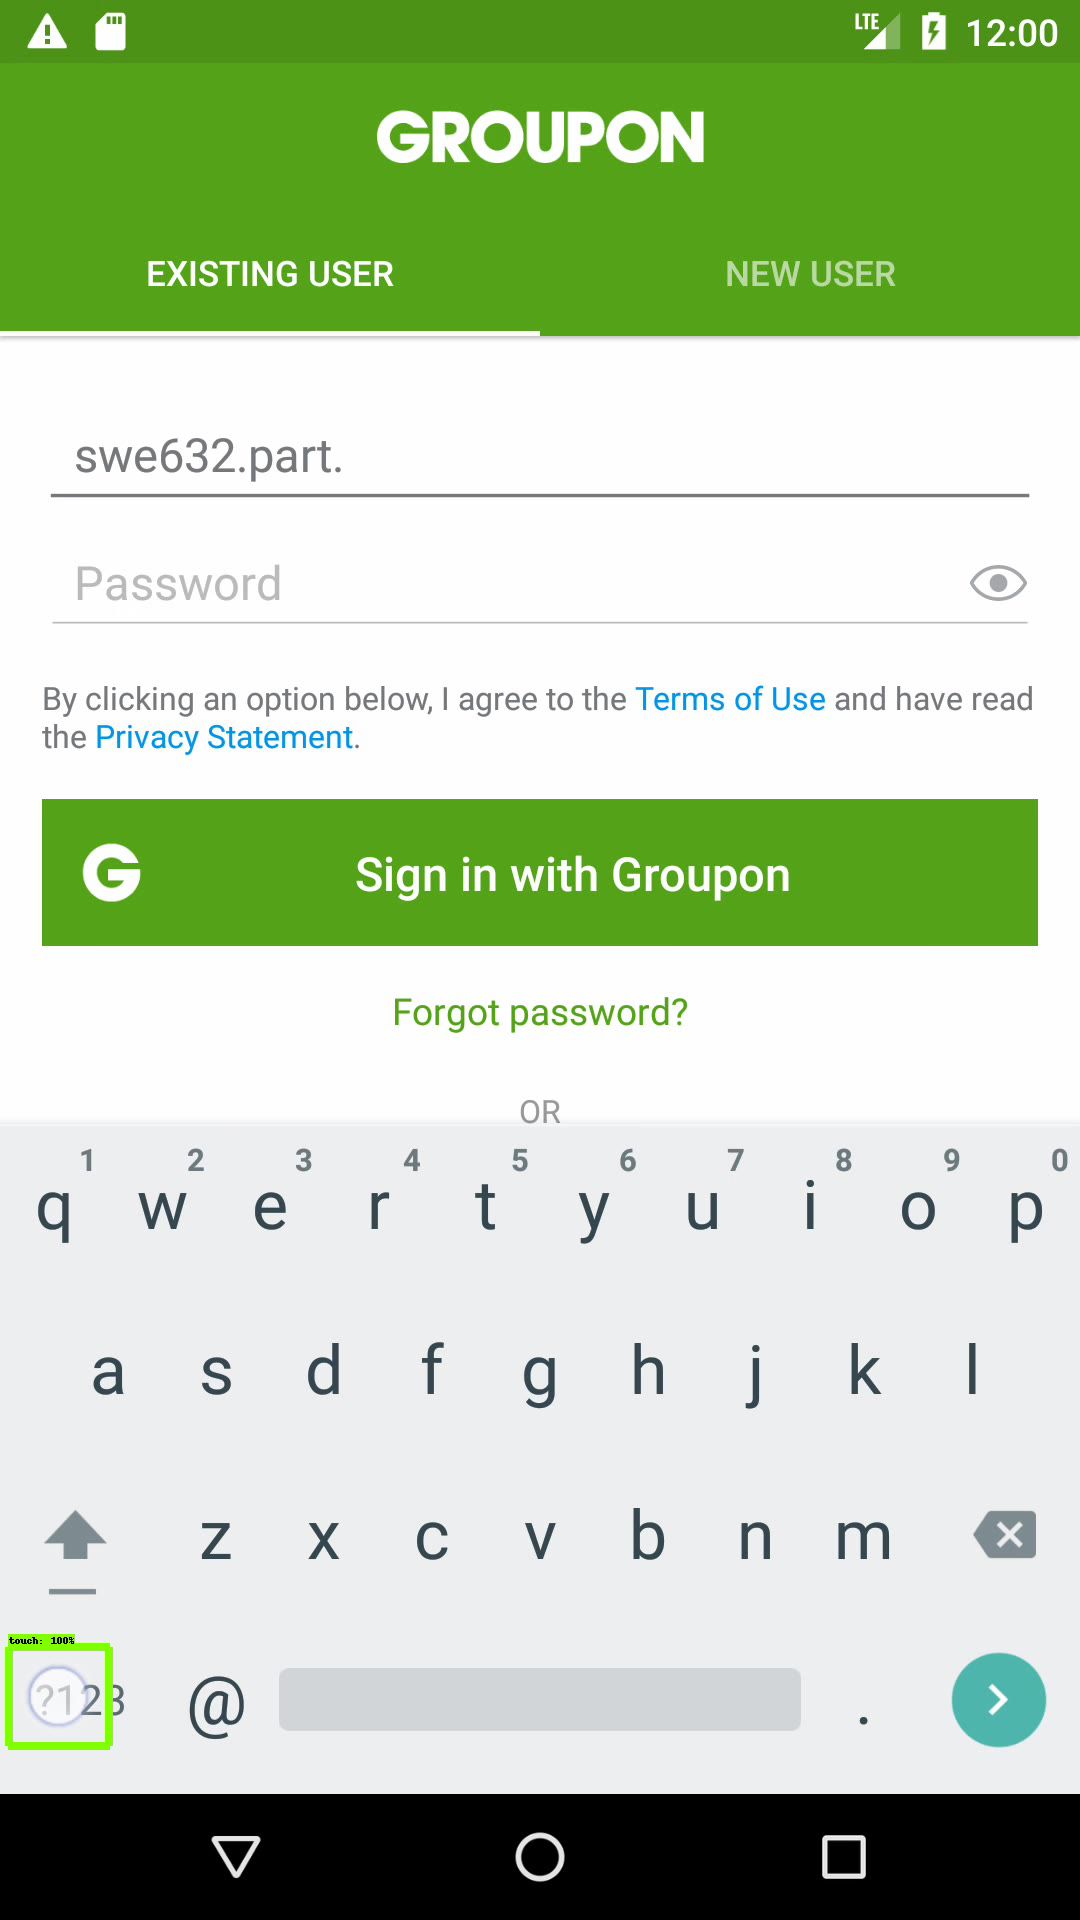 LTE 12:00
GROUPON
EXISTING USER NEW USER
swe632.part.
Password
By clicking an option below, I agree to the Terms of Use and have read
the Privacy Statement.
G Sign in with Groupon
Forgot password?
OR
1 2 3 4 5 6 7 8 9 0
q w e r t y u i o p
a s d f g h j k l
z x c v b n m
touch: 100%
?123 @ .